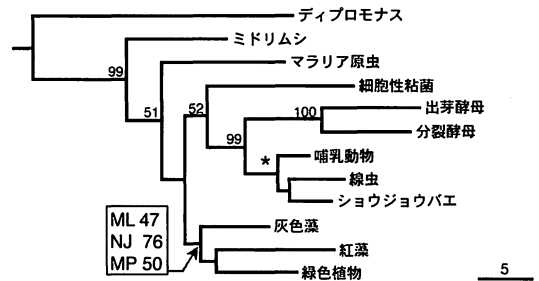 ディプロモナス
ミドリムシ
99
マラリア原虫
51
細胞性粘菌
52
出芽酵母
100
分裂酵母
99
哺乳動物
*
線虫
ショウジョウバエ
灰色藻
ML 47
NJ 76
MP 50
紅藻
緑色植物
5